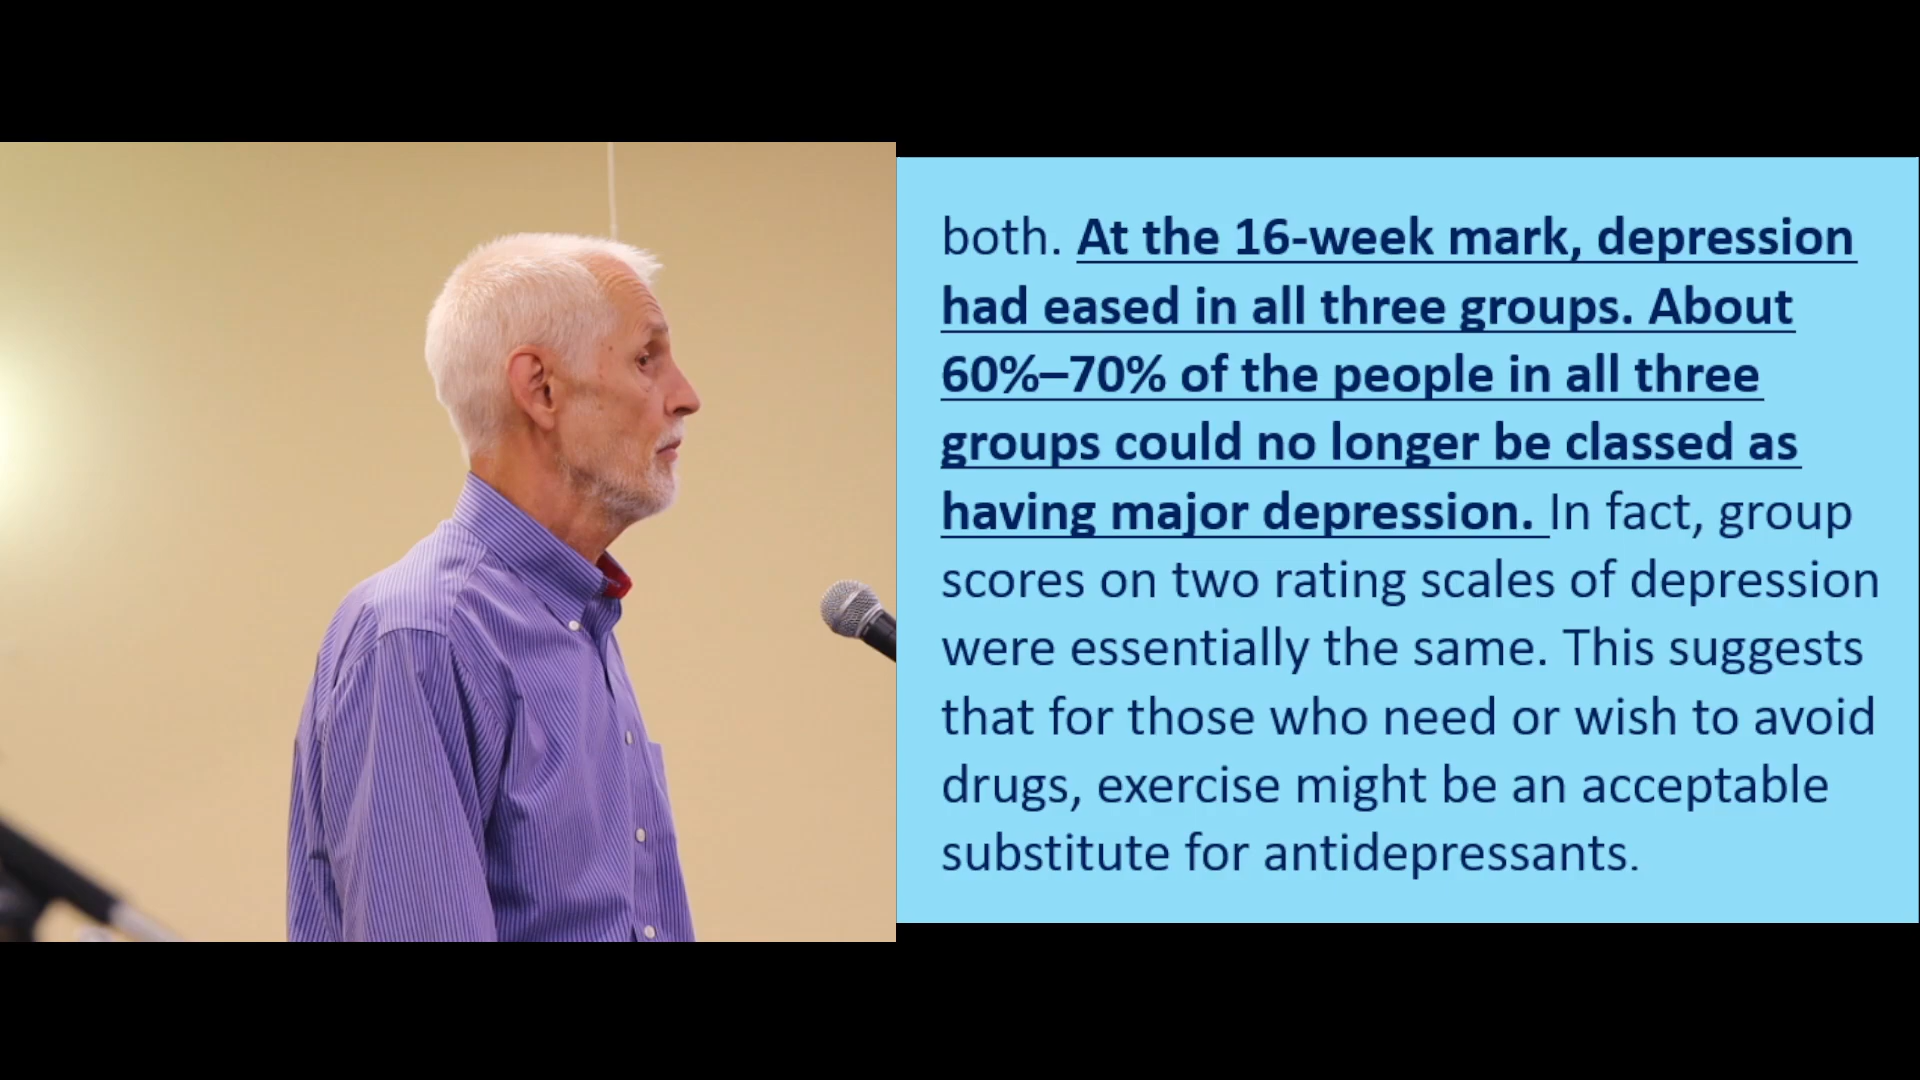 both. At the 16-week mark, depression
had eased in all three groups. About
60%–70% of the people in all three
groups could no longer be classed as
having major depression. In fact, group
scores on two rating scales of depression
were essentially the same. This suggests
that for those who need or wish to avoid
drugs, exercise might be an acceptable
substitute for antidepressants.